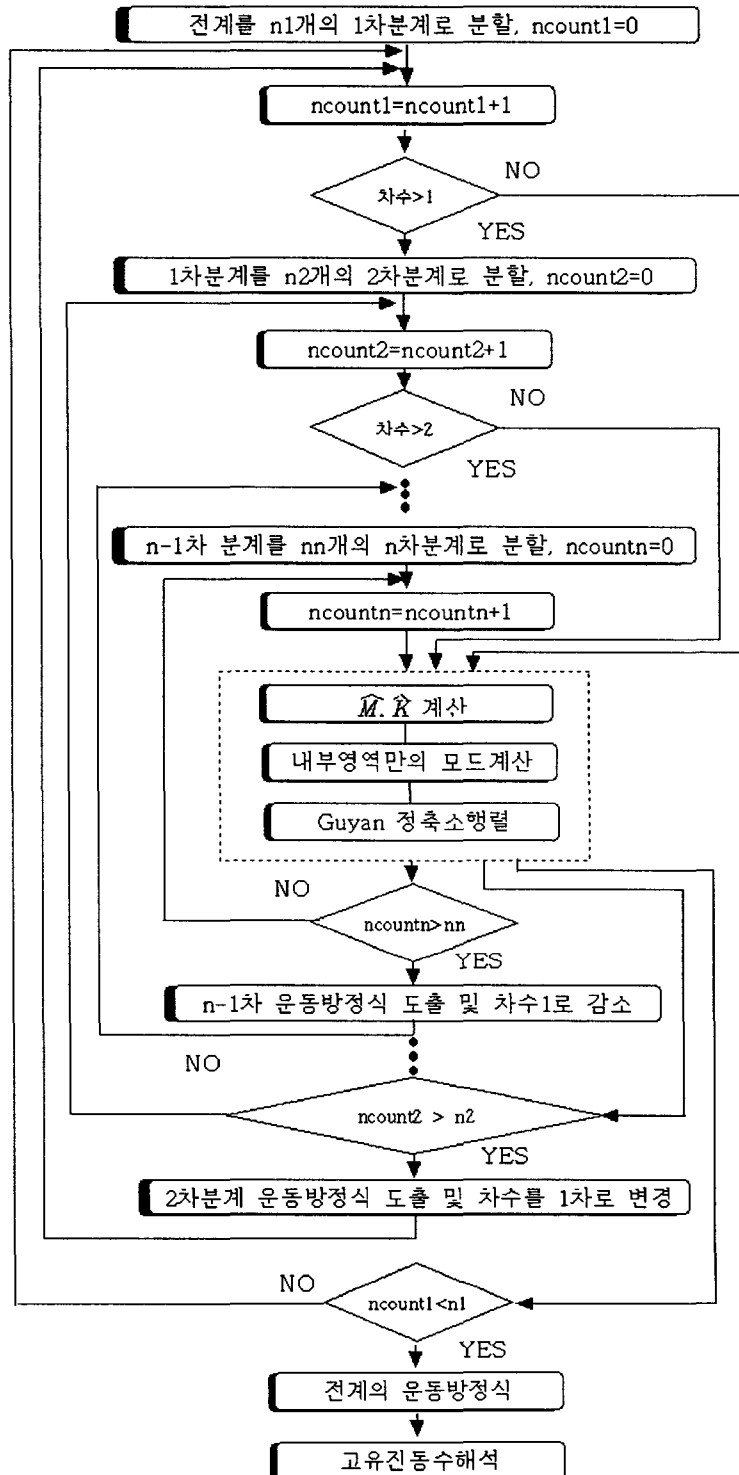 전계를 n1개의 1차분계로 분할, ncount1=0
ncount1=ncount1+1
차수>1
NO
YES
1차분계를 n2개의 2차분계로 분할, ncount2=0
ncount2=ncount2+1
차수>2
NO
YES
n-1차 분계를 nn개의 n차분계로 분할, ncountn=0
ncountn=ncountn+1
M̂, K̂ 계산
내부영역만의 모드계산
Guyan 정축소행렬
NO
ncountn>nn
YES
n-1차 운동방정식 도출 및 차수1로 감소
NO
ncount2 > n2
YES
2차분계 운동방정식 도출 및 차수를 1차로 변경
NO
ncount1<n1
YES
전계의 운동방정식
고유진동수해석